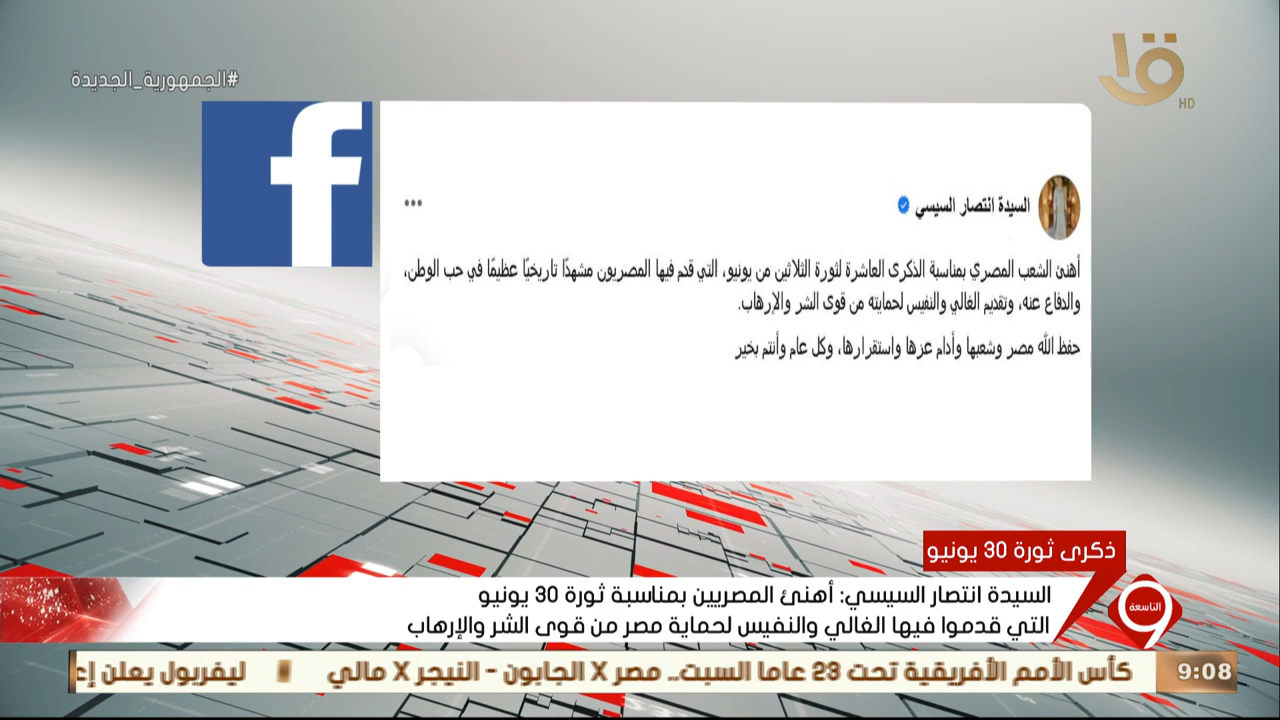 #الجمهورية_الجديدة
HD
السيدة انتصار السيسي
أهنئ الشعب المصري بمناسبة الذكرى العاشرة لثورة الثلاثين من يونيو، التي قدم فيها المصريون مشهدًا تاريخيًا عظيمًا في حب الوطن،
والدفاع عنه، وتقديم الغالي والنفيس لحمايته من قوى الشر والإرهاب.
حفظ الله مصر وشعبها وأدام عزها واستقرارها، وكل عام وأنتم بخير
ذكرى ثورة 30 يونيو
السيدة انتصار السيسي: أهنئ المصريين بمناسبة ثورة 30 يونيو
التي قدموا فيها الغالي والنفيس لحماية مصر من قوى الشر والإرهاب
التاسعة
9:08
كأس الأمم الأفريقية تحت 23 عاما السبت.. مصر X الجابون - النيجر X مالي
ليفربول يعلن إع